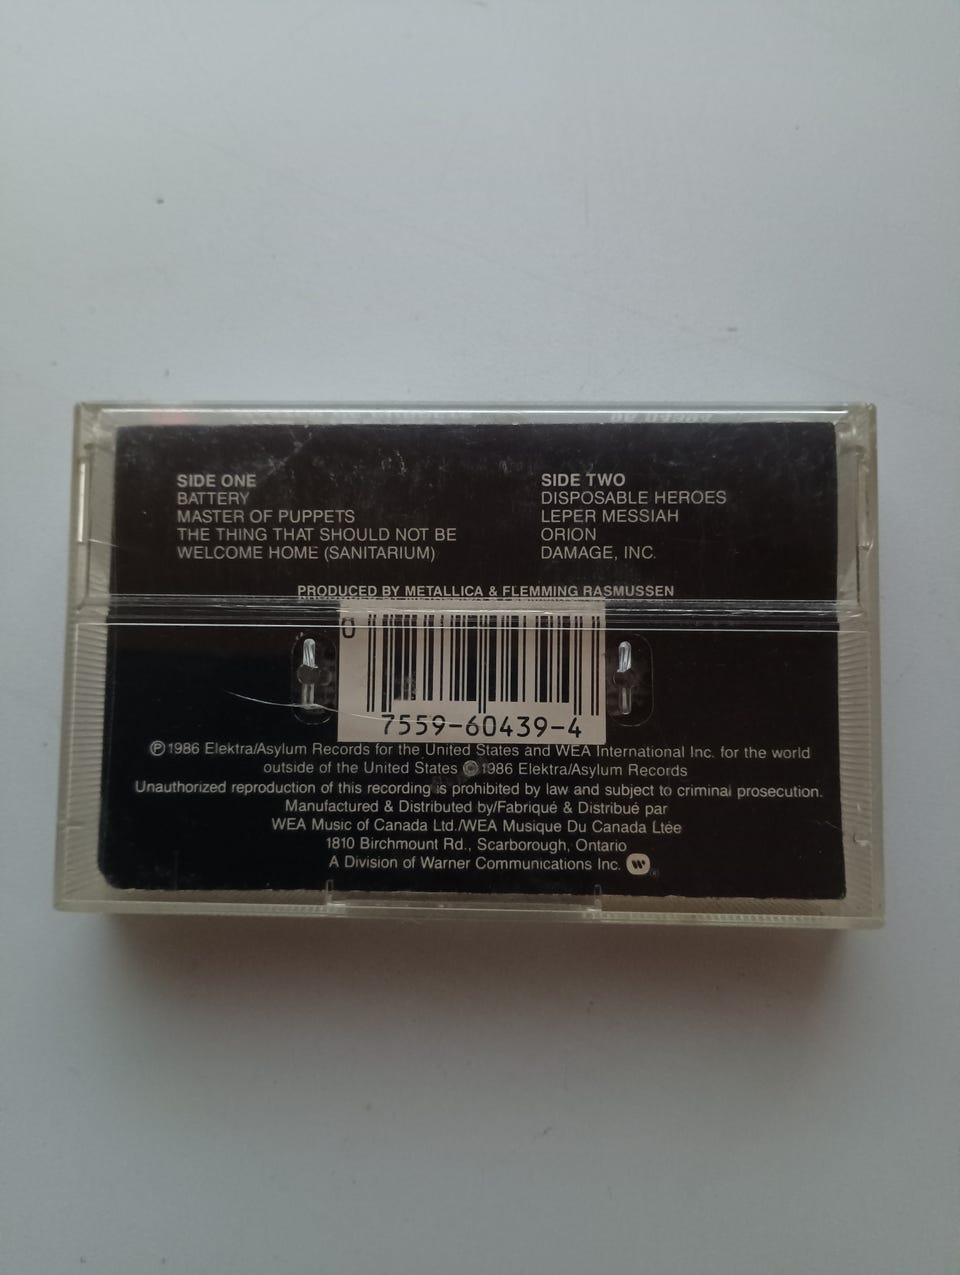 SIDE ONE
BATTERY
MASTER OF PUPPETS
THE THING THAT SHOULD NOT BE
WELCOME HOME (SANITARIUM)
SIDE TWO
DISPOSABLE HEROES
LEPER MESSIAH
ORION
DAMAGE, INC.
PRODUCED BY METALLICA & FLEMMING RASMUSSEN
0
7559-60439-4
℗1986 Elektra/Asylum Records for the United States and WEA International Inc. for the world
outside of the United States ©1986 Elektra/Asylum Records
Unauthorized reproduction of this recording is prohibited by law and subject to criminal prosecution.
Manufactured & Distributed by/Fabriqué & Distribué par
WEA Music of Canada Ltd./WEA Musique Du Canada Ltée
1810 Birchmount Rd., Scarborough, Ontario
A Division of Warner Communications Inc. ®